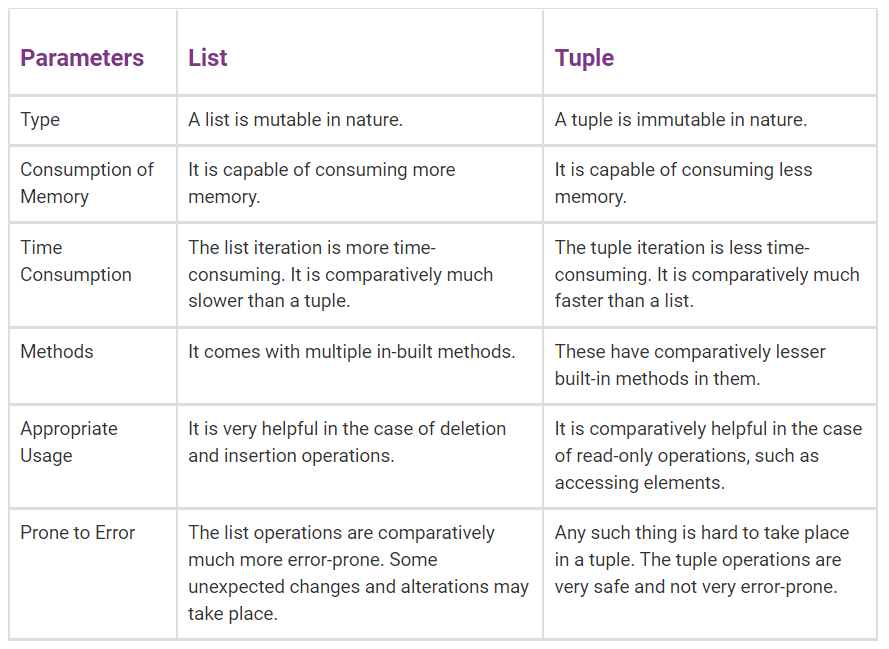 Parameters
List
Tuple
Type
A list is mutable in nature.
A tuple is immutable in nature.
Consumption of
Memory
It is capable of consuming more
memory.
It is capable of consuming less
memory.
Time
Consumption
The list iteration is more time-
consuming. It is comparatively much
slower than a tuple.
The tuple iteration is less time-
consuming. It is comparatively much
faster than a list.
Methods
It comes with multiple in-built methods.
These have comparatively lesser
built-in methods in them.
Appropriate
Usage
It is very helpful in the case of deletion
and insertion operations.
It is comparatively helpful in the case
of read-only operations, such as
accessing elements.
Prone to Error
The list operations are comparatively
much more error-prone. Some
unexpected changes and alterations may
take place.
Any such thing is hard to take place
in a tuple. The tuple operations are
very safe and not very error-prone.